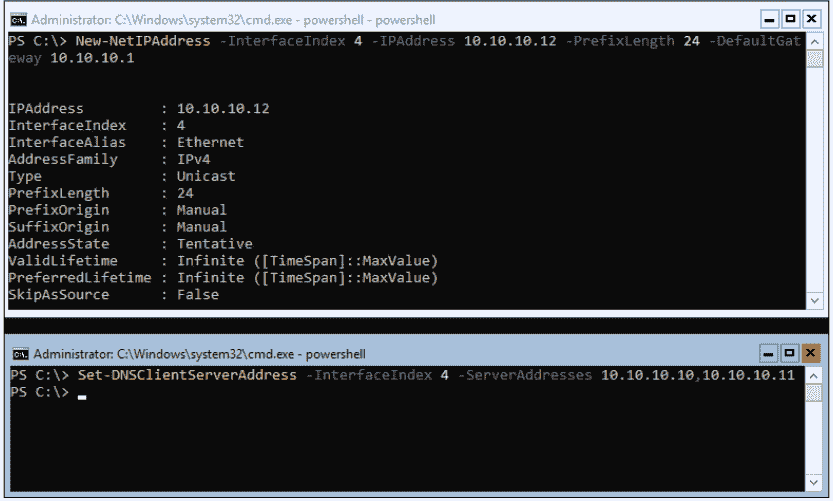 Administrator: C:\Windows\system32\cmd.exe - powershell - powershell
PS C:\> New-NetIPAddress -InterfaceIndex 4 -IPAddress 10.10.10.12 -PrefixLength 24 -DefaultGat
eway 10.10.10.1
IPAddress : 10.10.10.12
InterfaceIndex : 4
InterfaceAlias : Ethernet
AddressFamily : IPv4
Type : Unicast
PrefixLength : 24
PrefixOrigin : Manual
SuffixOrigin : Manual
AddressState : Tentative
ValidLifetime : Infinite ([TimeSpan]::MaxValue)
PreferredLifetime : Infinite ([TimeSpan]::MaxValue)
SkipAsSource : False
Administrator: C:\Windows\system32\cmd.exe - powershell
PS C:\> Set-DNSClientServerAddress -InterfaceIndex 4 -ServerAddresses 10.10.10.10,10.10.10.11
PS C:\>